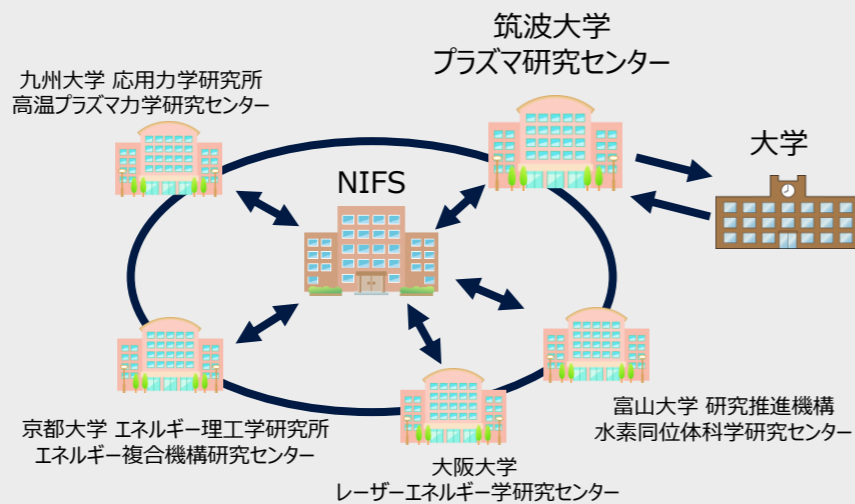 筑波大学
プラズマ研究センター
九州大学 応用力学研究所
高温プラズマ力学研究センター
大学
NIFS
京都大学 エネルギー理工学研究所
エネルギー複合機構研究センター
富山大学 研究推進機構
水素同位体科学研究センター
大阪大学
レーザーエネルギー学研究センター